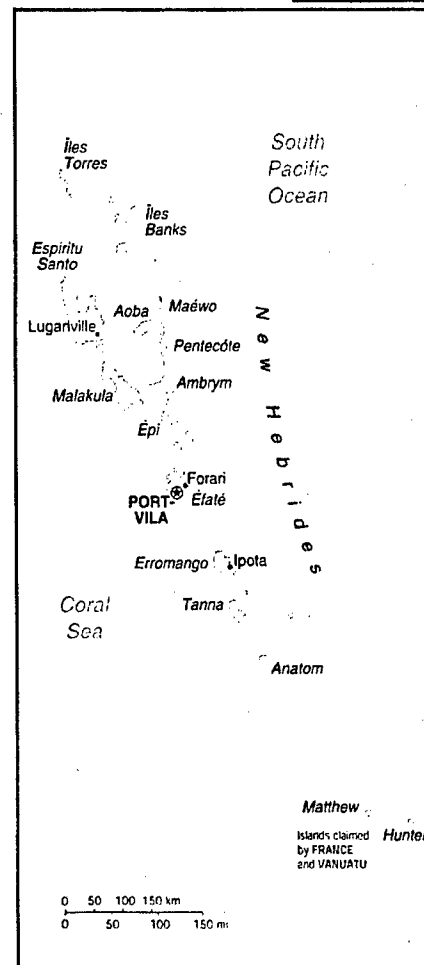 South
Pacific
Ocean
Îles
Torres
Îles
Banks
Espiritu
Santo
Maéwo
Aoba
Luganville
Pentecôte
Ambrym
Malakula
Épi
New Hebrides
Forari
PORT-
VILA
Éfaté
Erromango
Ipota
Coral
Sea
Tanna
Anatom
Matthew
Hunter
Islands claimed
by FRANCE
and VANUATU
0 50 100 150 km
0 50 100 150 mi